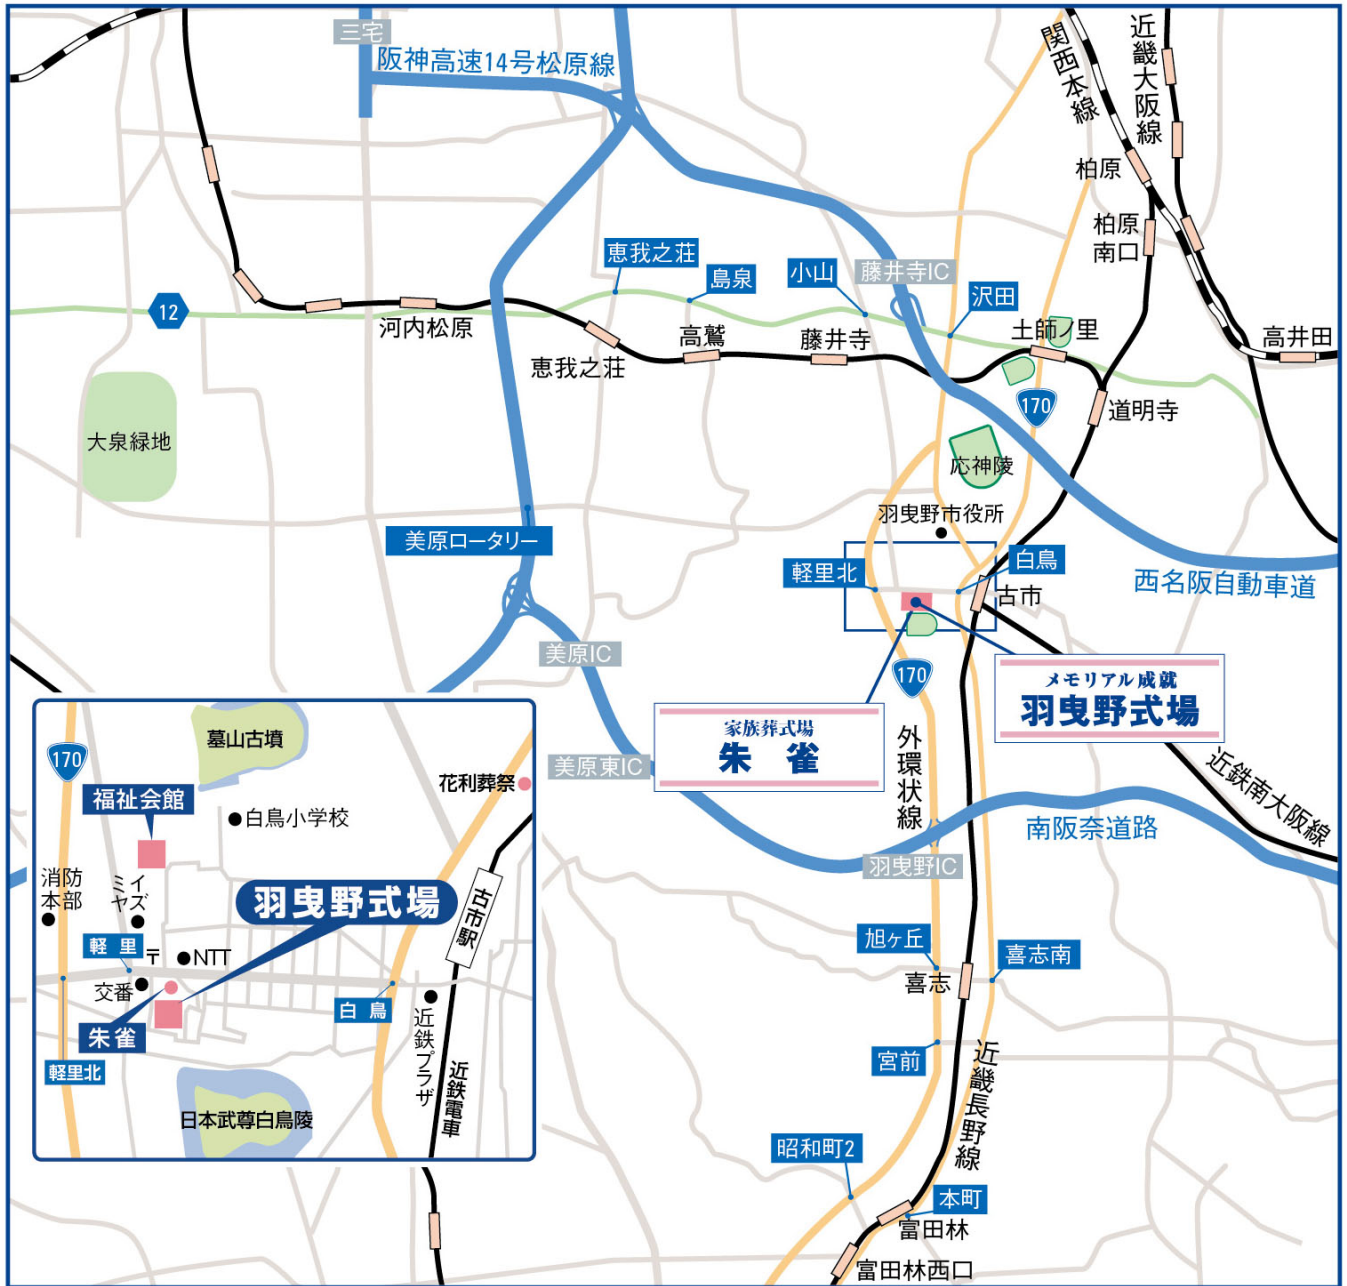 三宅
阪神高速14号松原線
関西本線
近畿大阪線
柏原
柏原
南口
恵我之荘
島泉
小山
藤井寺IC
沢田
12
河内松原
恵我之荘
高鷲
藤井寺
土師ノ里
高井田
170
道明寺
大泉緑地
応神陵
羽曳野市役所
美原ロータリー
軽里北
白鳥
古市
西名阪自動車道
美原IC
170
メモリアル成就
羽曳野式場
家族葬式場
朱雀
外環状線
美原東IC
近鉄南大阪線
南阪奈道路
羽曳野IC
旭ヶ丘
喜志
喜志南
宮前
近畿長野線
昭和町2
本町
富田林
富田林西口
170
墓山古墳
花利葬祭
福祉会館
白鳥小学校
消防
本部
ミイ
ヤズ
羽曳野式場
古市駅
軽里
〒
NTT
交番
朱雀
白鳥
近鉄プラザ
軽里北
近鉄電車
日本武尊白鳥陵